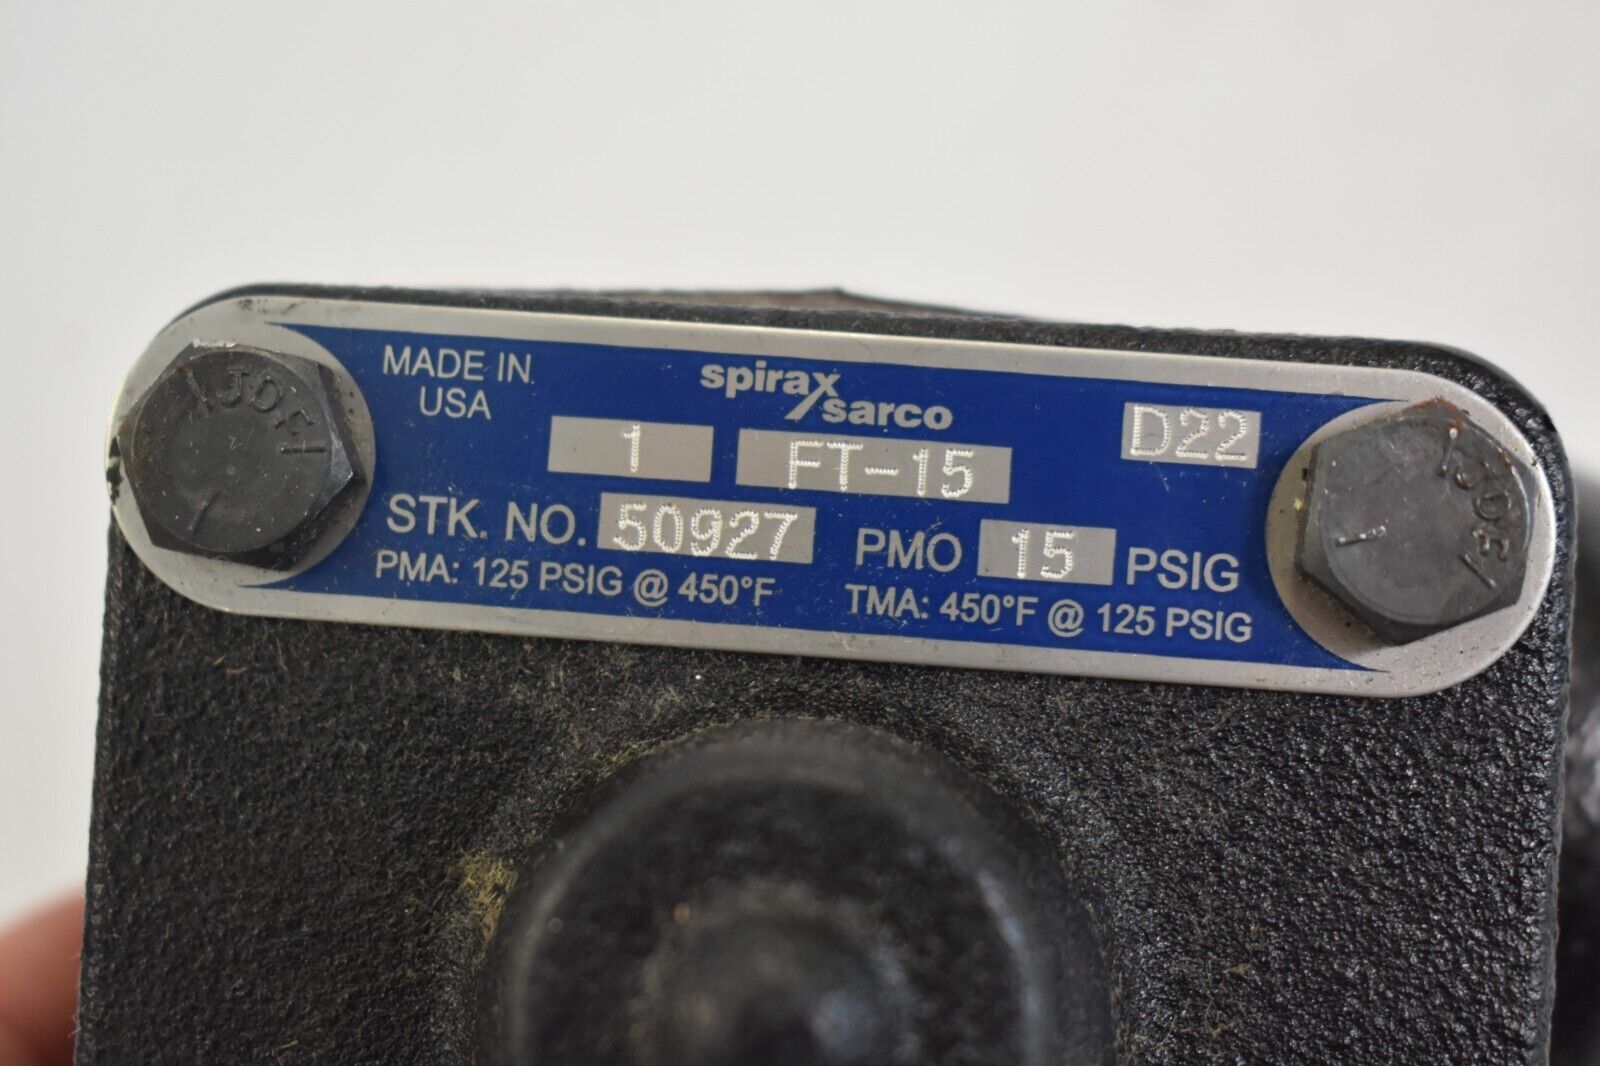 MADE IN
USA
spirax
sarco
D22
1 FT-15
STK. NO. 50927 PMO 15 PSIG
PMA: 125 PSIG @ 450°F TMA: 450°F @ 125 PSIG